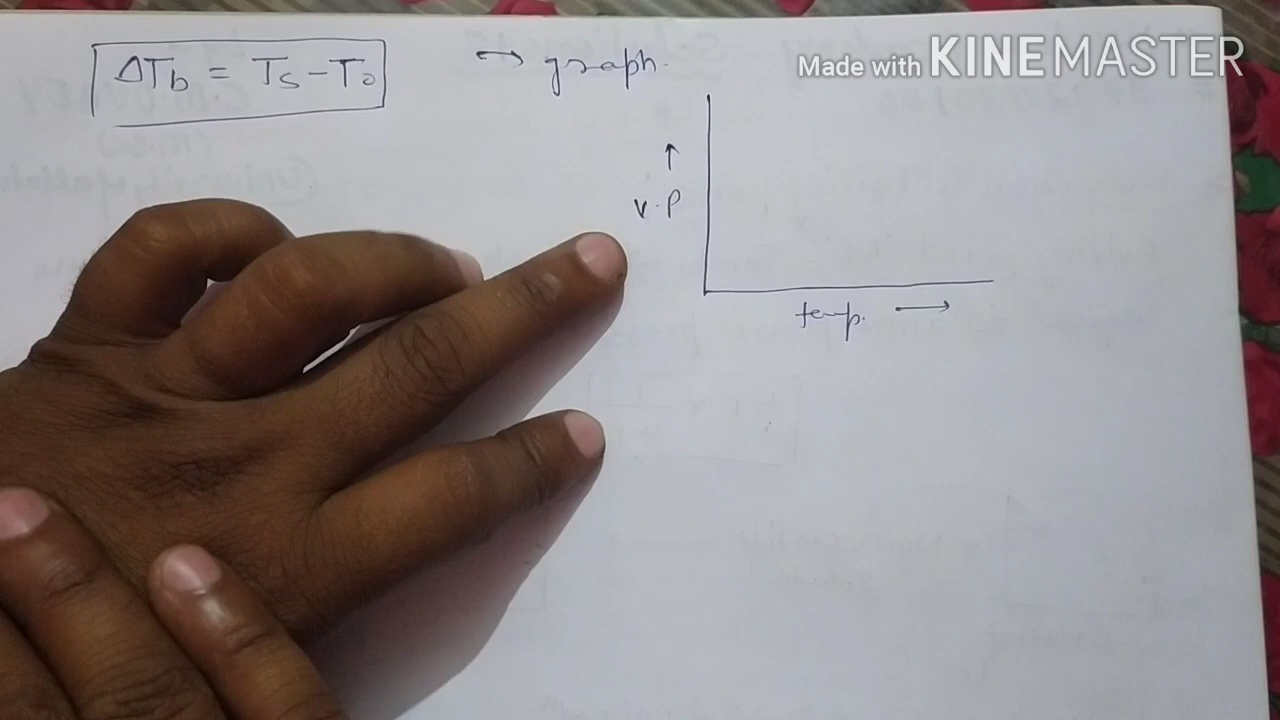 ΔTb = Ts - To → graph.
Made with KINEMASTER
↑
V.P
temp. →